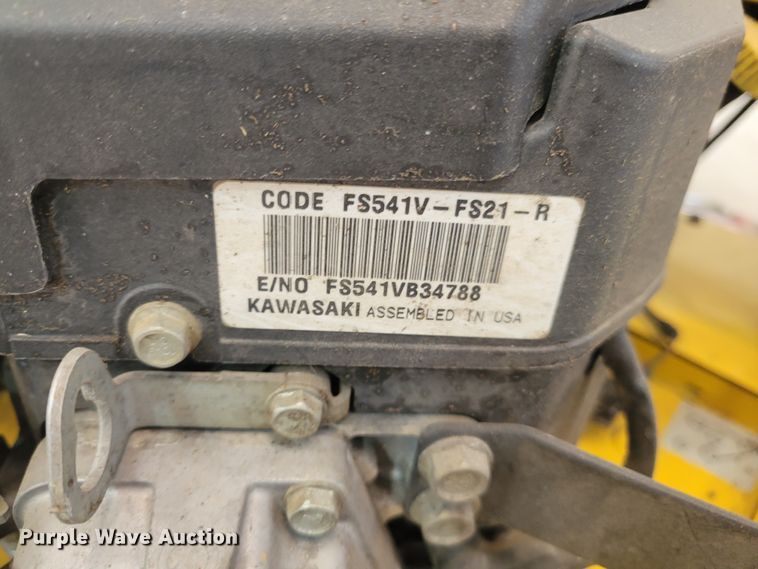 CODE FS541V-FS21-R
E/NO FS541VB34788
KAWASAKI ASSEMBLED IN USA
Purple Wave Auction®